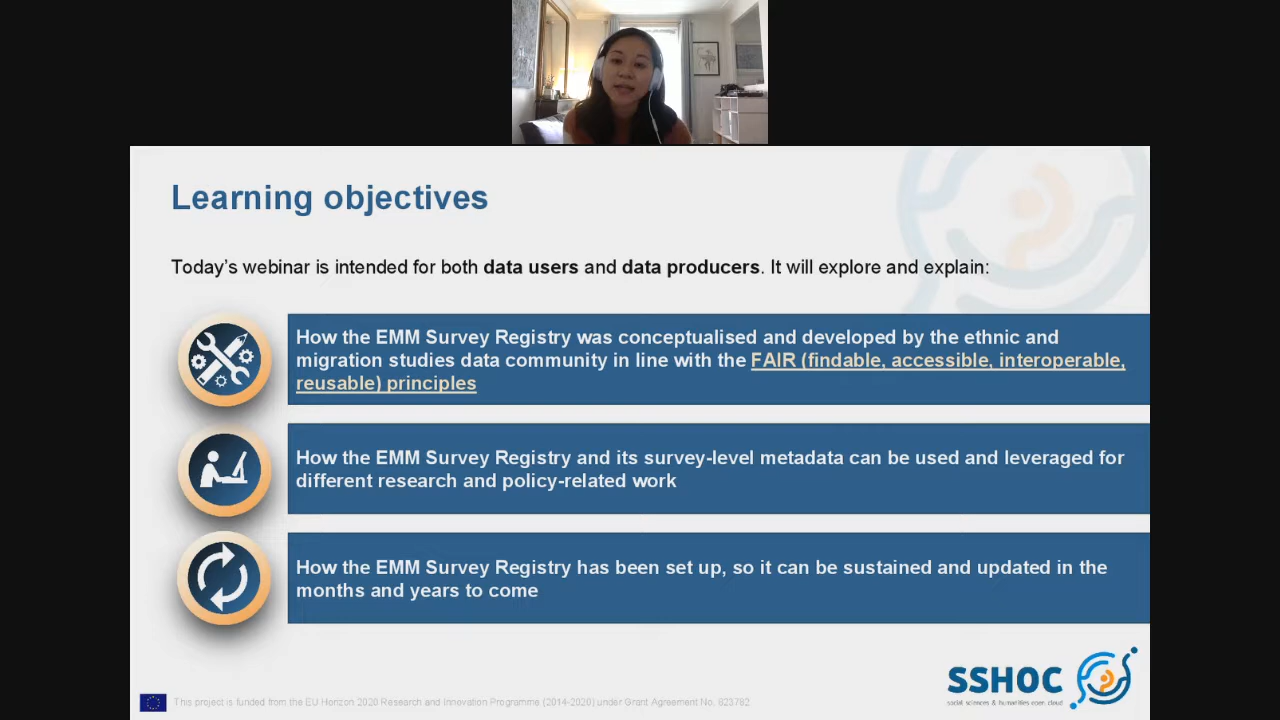 Learning objectives
Today's webinar is intended for both data users and data producers. It will explore and explain:
How the EMM Survey Registry was conceptualised and developed by the ethnic and
migration studies data community in line with the FAIR (findable, accessible, interoperable,
reusable) principles
How the EMM Survey Registry and its survey-level metadata can be used and leveraged for
different research and policy-related work
How the EMM Survey Registry has been set up, so it can be sustained and updated in the
months and years to come
SSHOC
social sciences & humanities open cloud
This project is funded from the EU Horizon 2020 Research and Innovation Programme (2014-2020) under Grant Agreement No. 823782